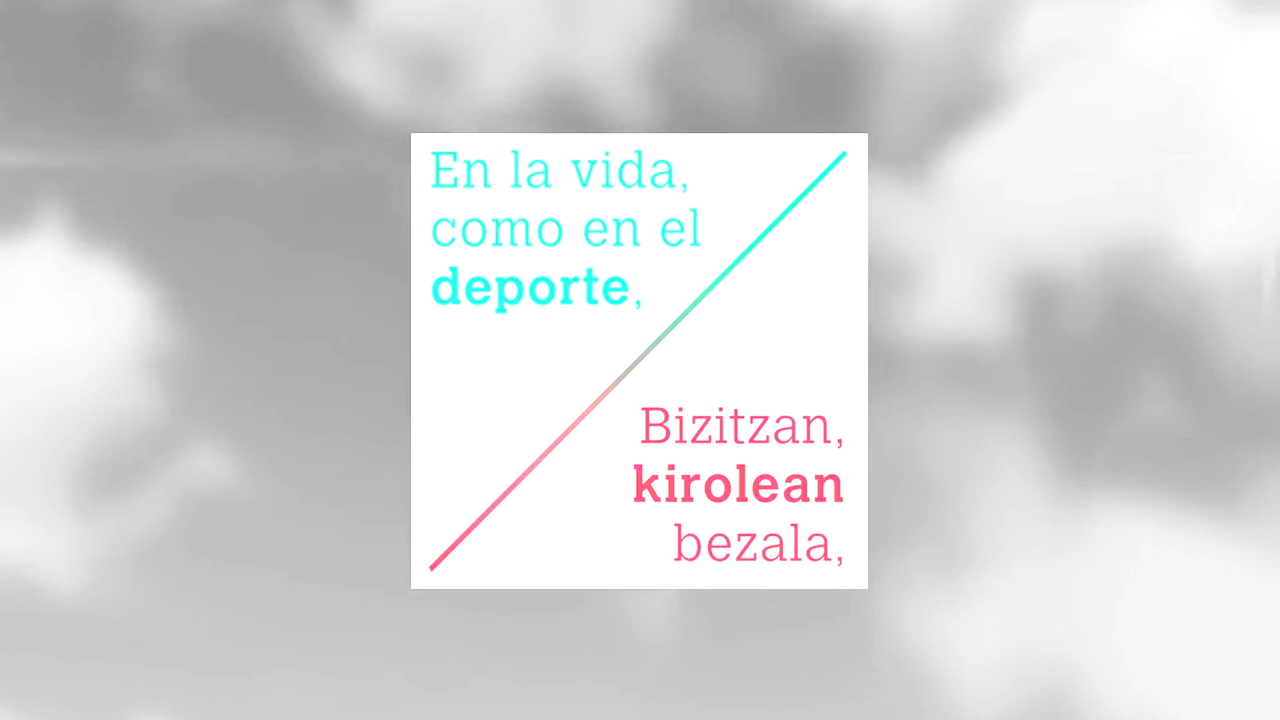 En la vida,
como en el
deporte,
Bizitzan,
kirolean
bezala,